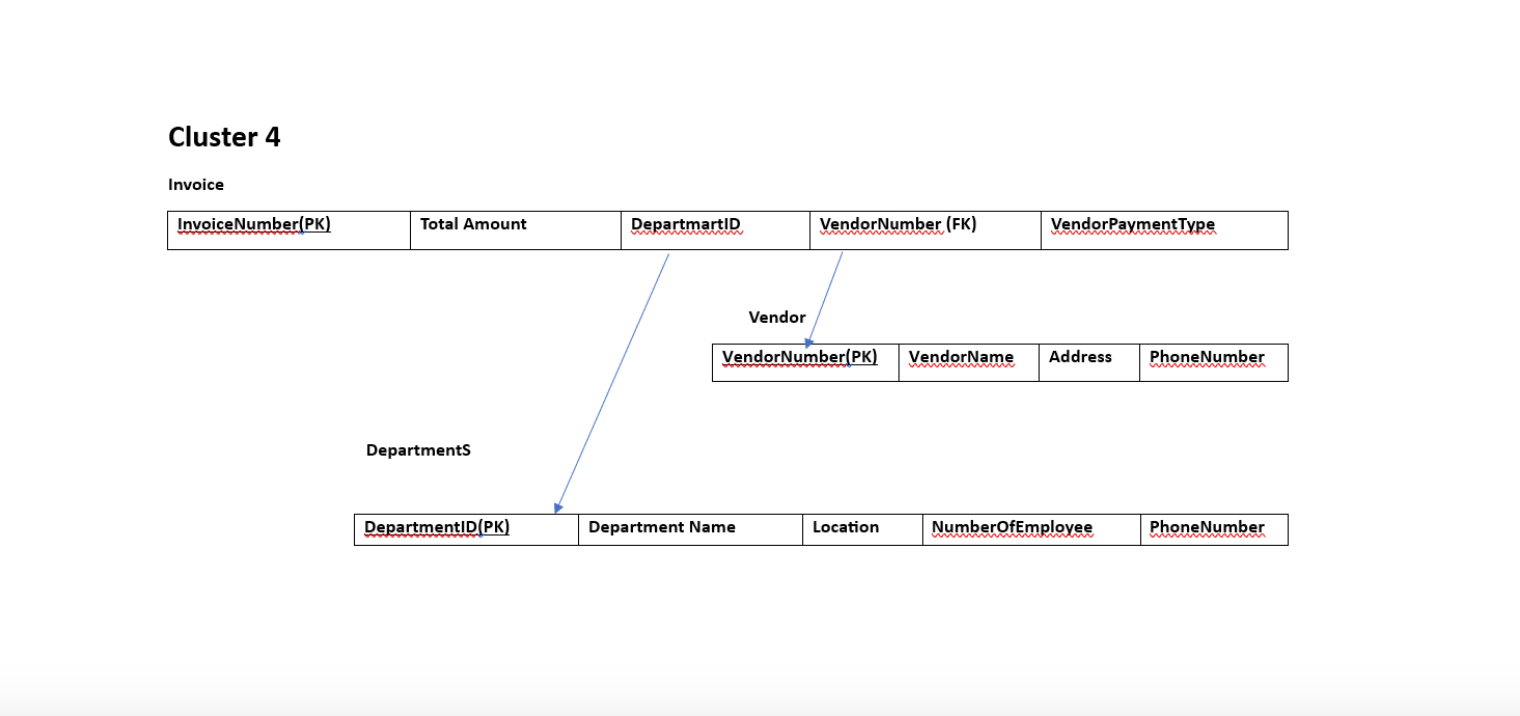 Cluster 4
Invoice
InvoiceNumber(PK) Total Amount DepartmartID VendorNumber (FK) VendorPaymentType
Vendor
VendorNumber(PK) VendorName Address PhoneNumber
DepartmentS
DepartmentID(PK) Department Name Location NumberOfEmployee PhoneNumber